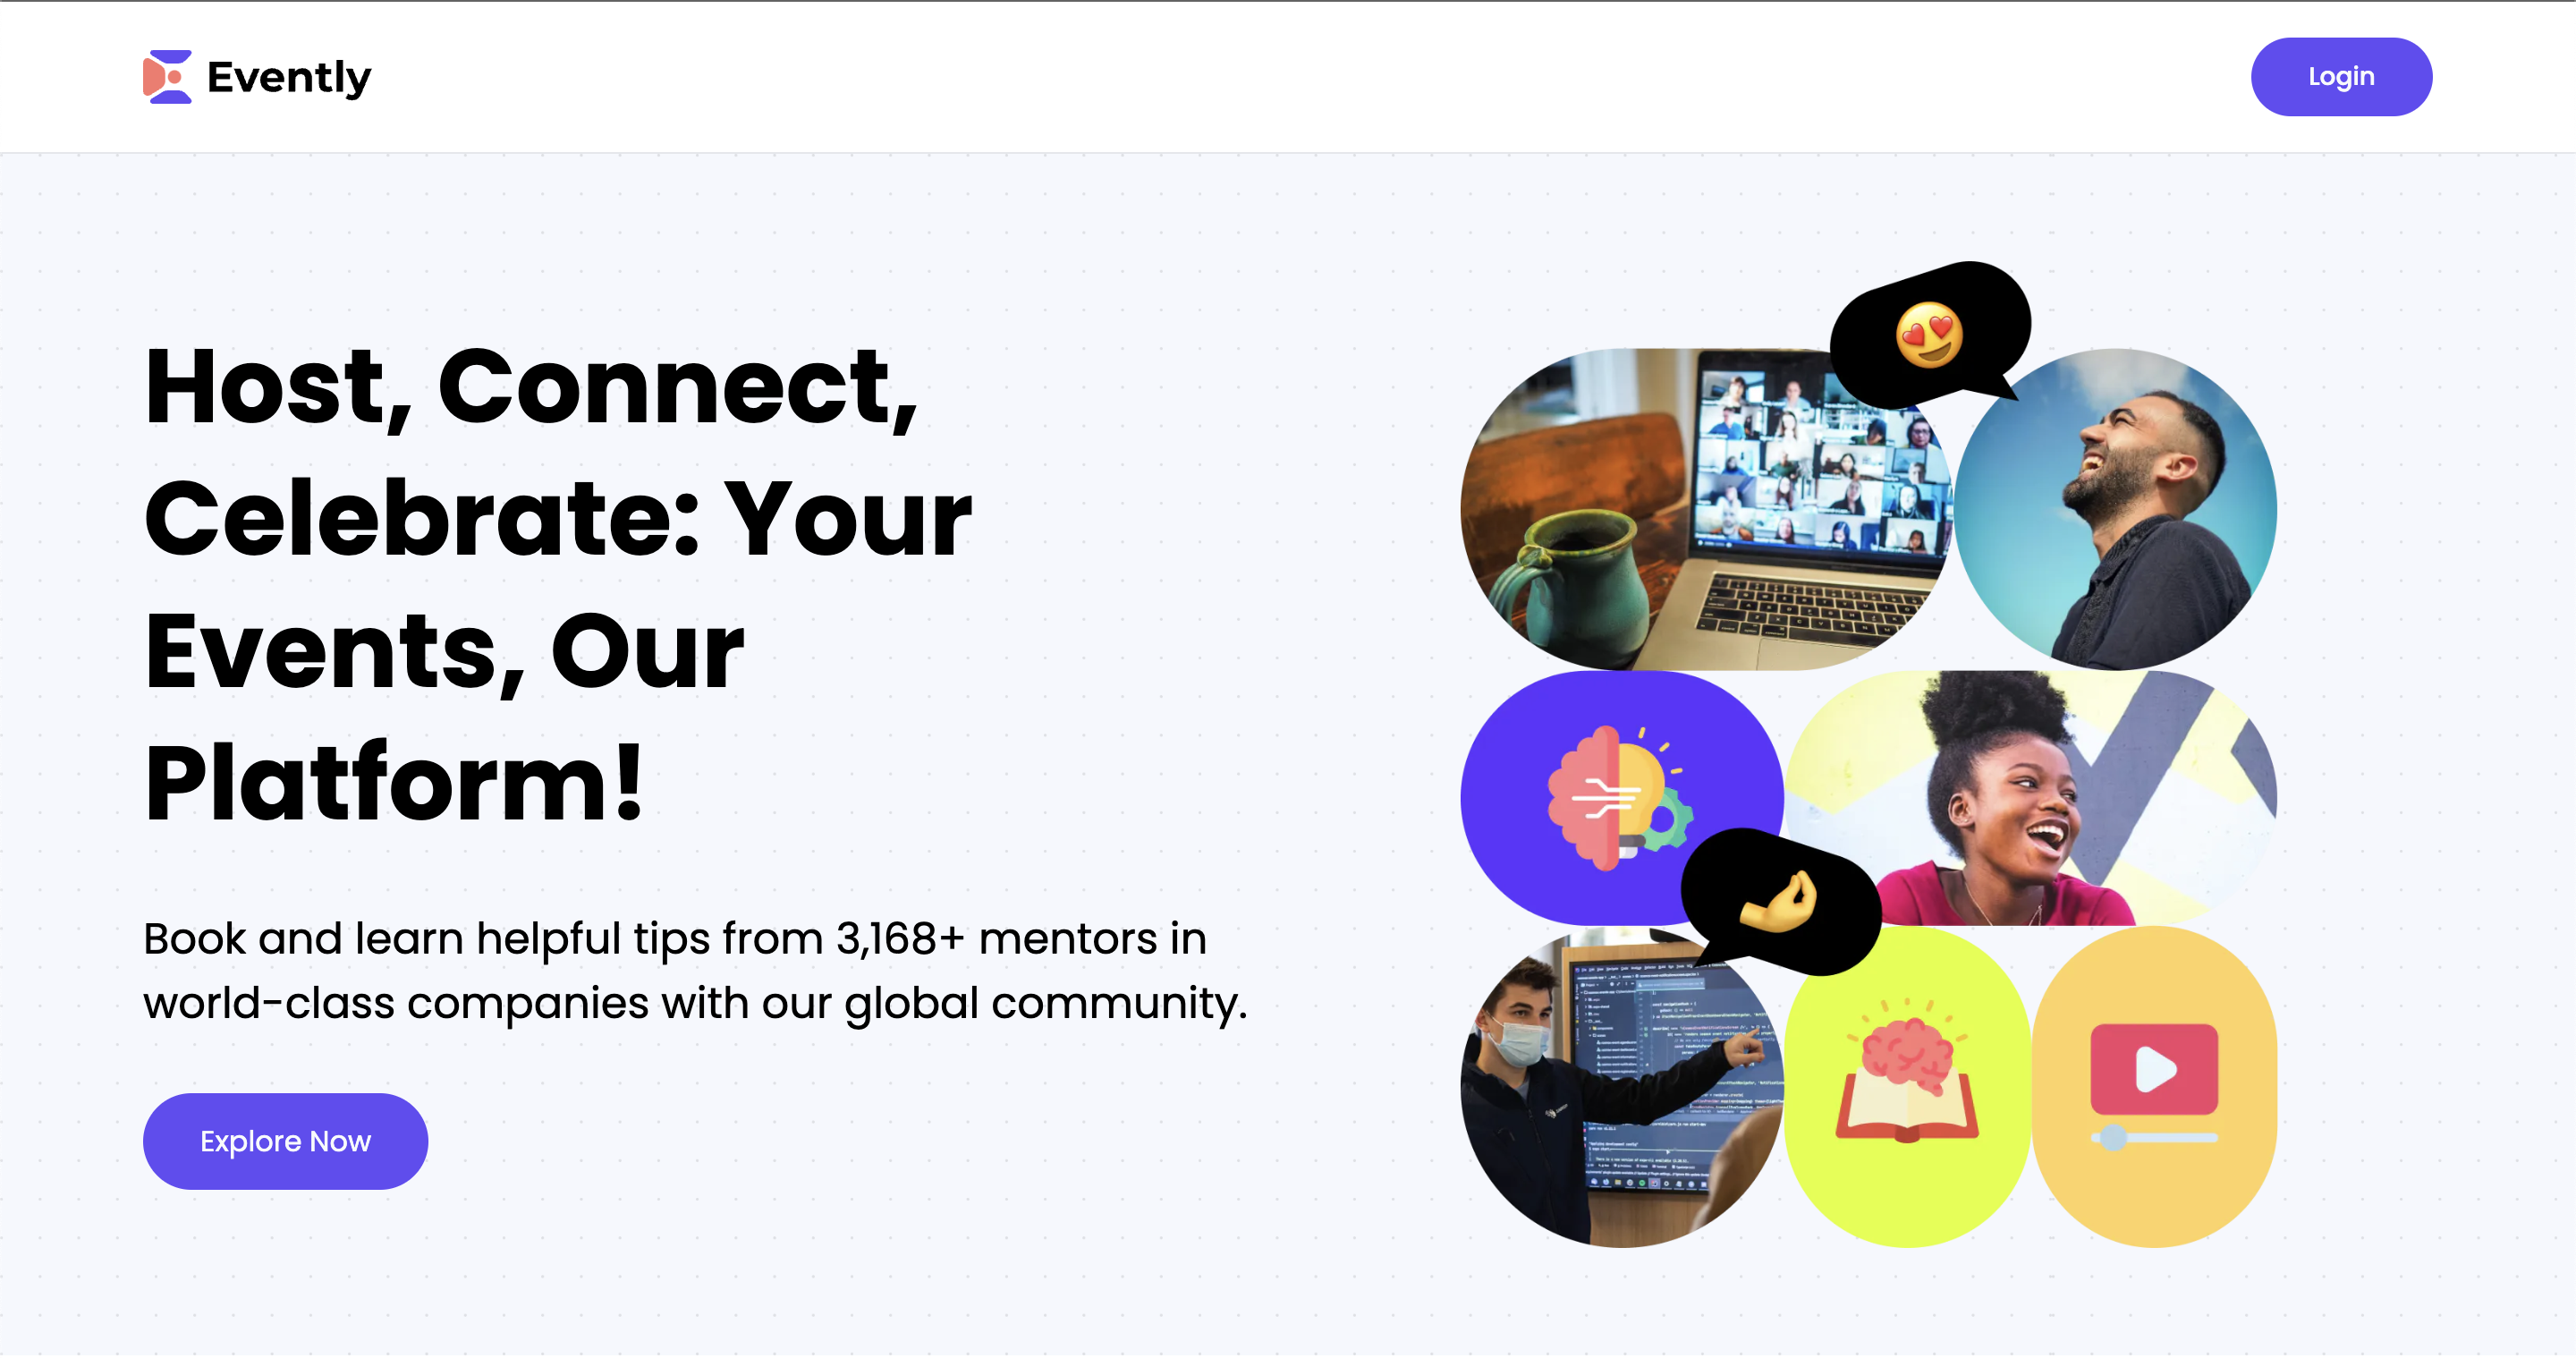 Evently
Login
Host, Connect,
Celebrate: Your
Events, Our
Platform!
Book and learn helpful tips from 3,168+ mentors in
world-class companies with our global community.
Explore Now